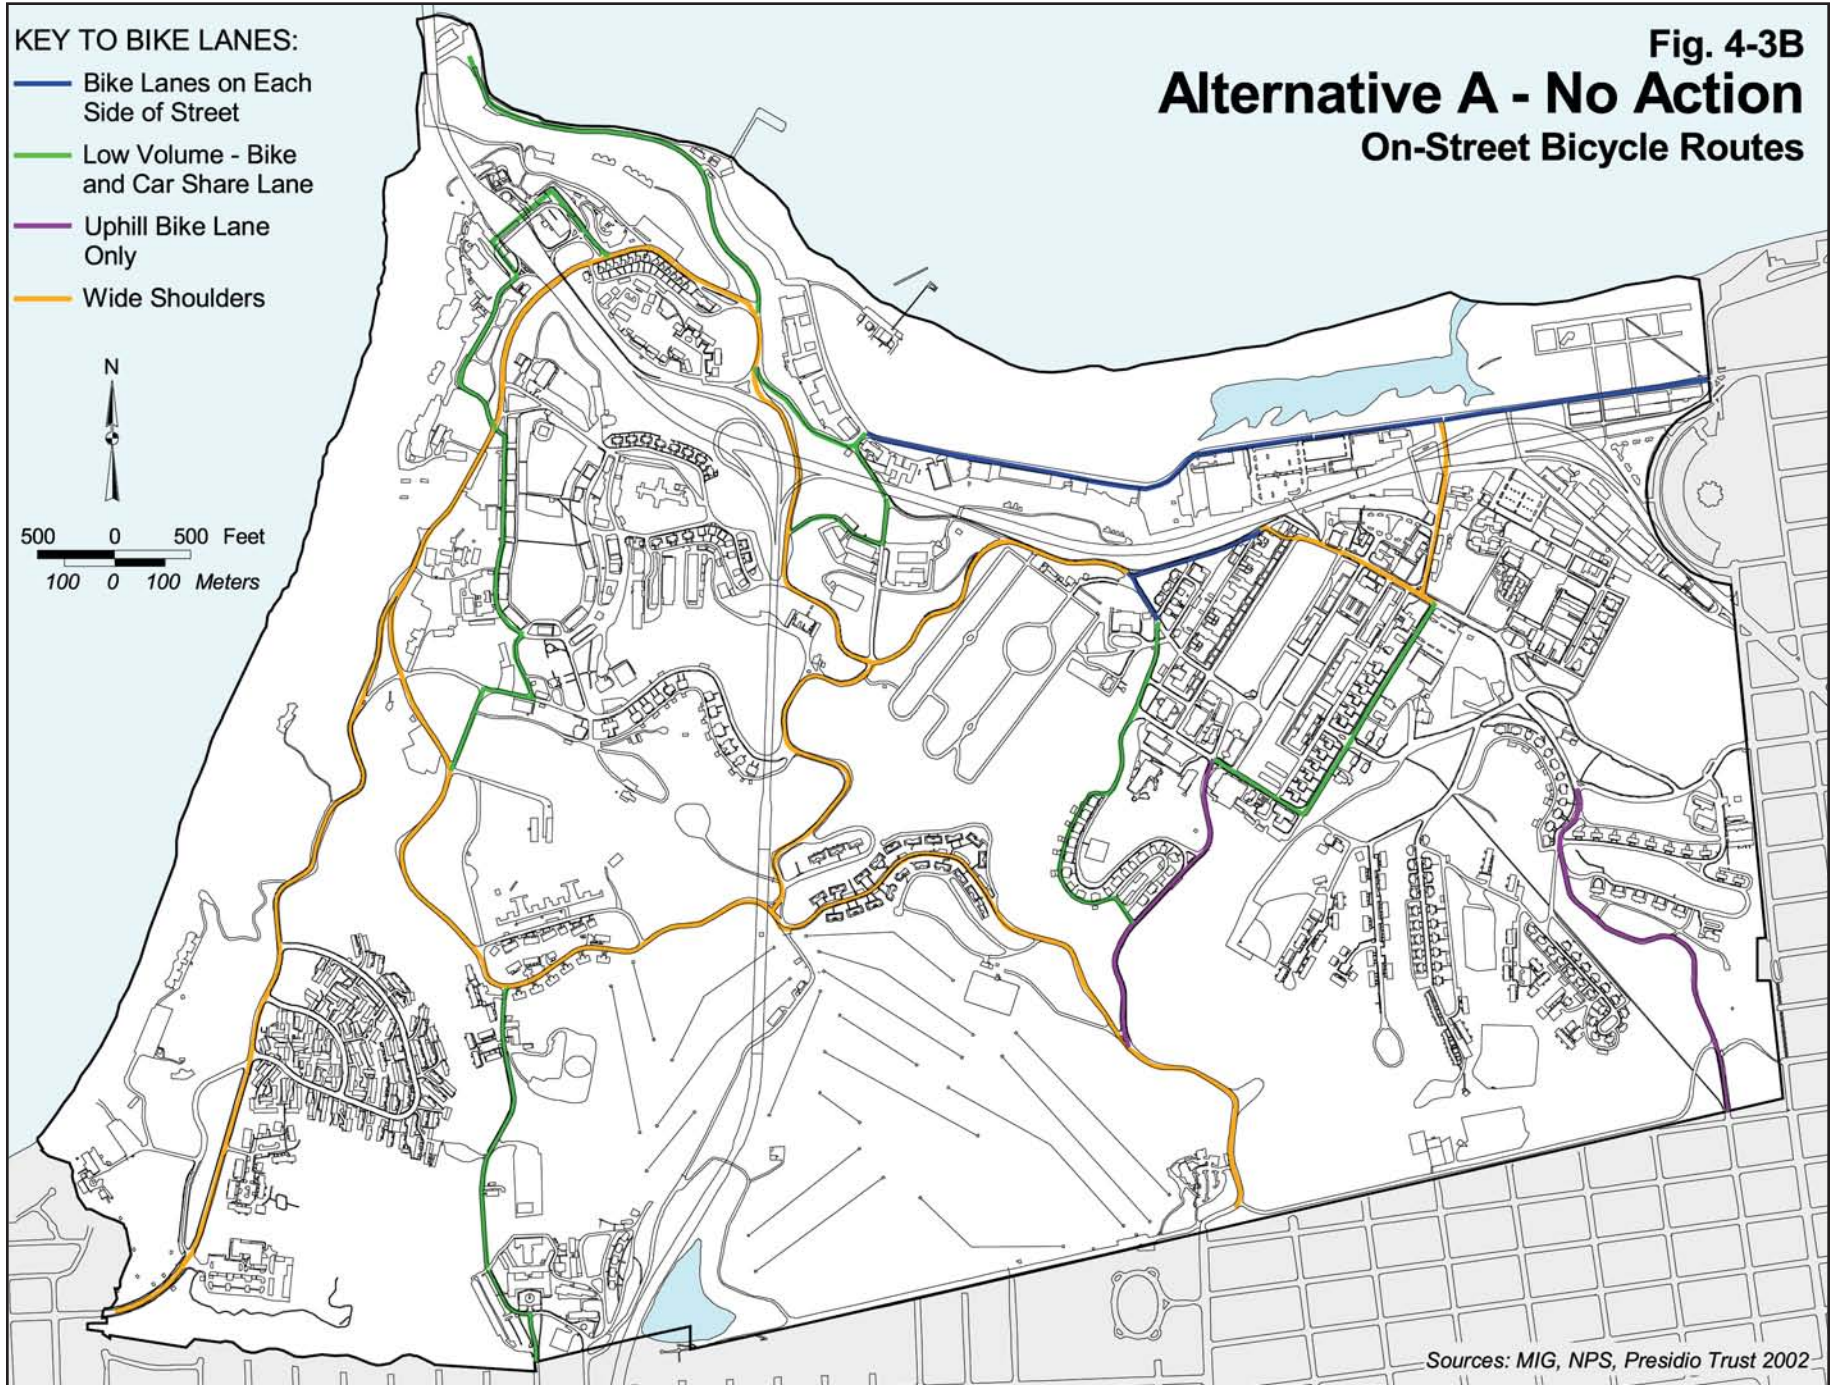 KEY TO BIKE LANES:
Bike Lanes on Each
Side of Street
Low Volume - Bike
and Car Share Lane
Uphill Bike Lane
Only
Wide Shoulders
Fig. 4-3B
Alternative A - No Action
On-Street Bicycle Routes
N
500 0 500 Feet
100 0 100 Meters
Sources: MIG, NPS, Presidio Trust 2002